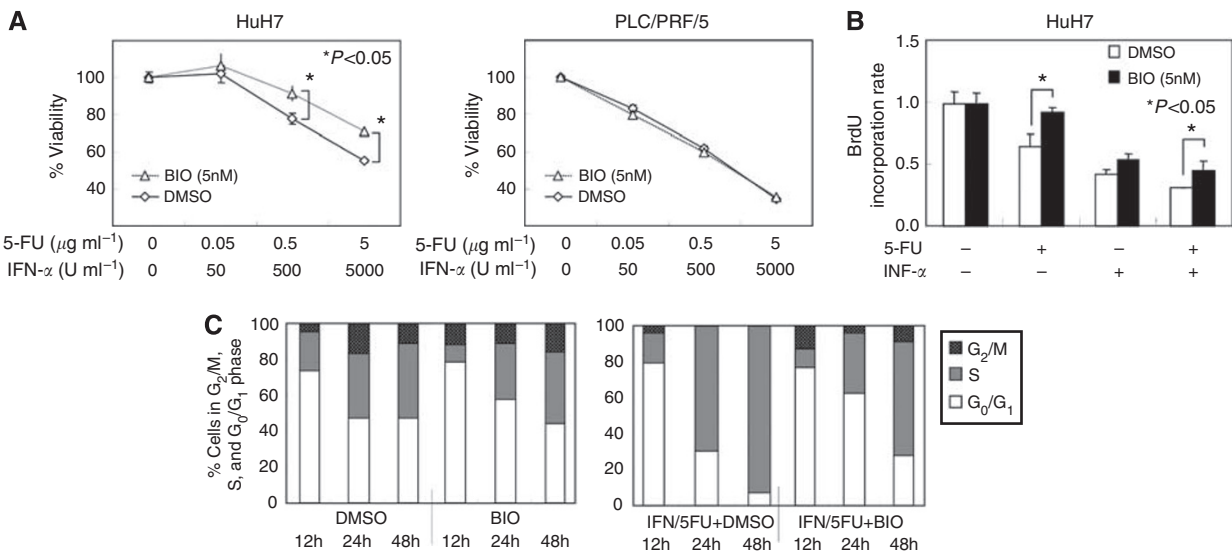 A
HuH7
*P<0.05
*
*
% Viability
100
80
60
40
BIO (5nM)
DMSO
5-FU (μg ml⁻¹) 0 0.05 0.5 5
IFN-α (U ml⁻¹) 0 50 500 5000
PLC/PRF/5
% Viability
100
80
60
40
BIO (5nM)
DMSO
5-FU (μg ml⁻¹) 0 0.05 0.5 5
IFN-α (U ml⁻¹) 0 50 500 5000
B
HuH7
BrdU
incorporation rate
1.5
1.0
0.5
0.0
DMSO
BIO (5nM)
*P<0.05
*
*
5-FU – + – +
INF-α – – + +
C
% Cells in G₂/M,
S, and G₀/G₁ phase
100
80
60
40
20
0
DMSO BIO
12h 24h 48h 12h 24h 48h
100
80
60
40
20
0
IFN/5FU+DMSO IFN/5FU+BIO
12h 24h 48h 12h 24h 48h
G₂/M
S
G₀/G₁